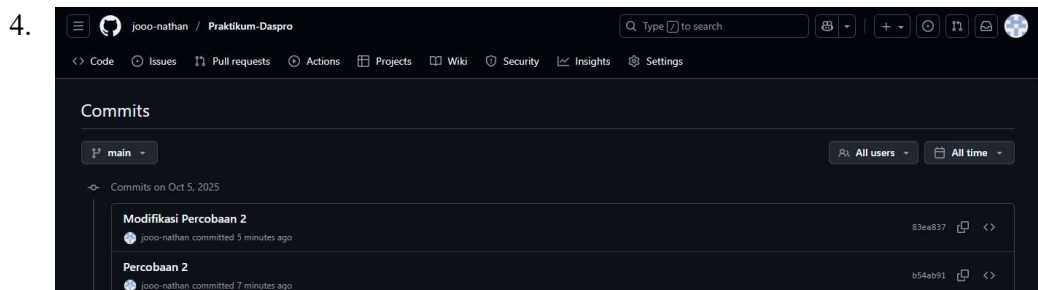 4.
jooo-nathan / Praktikum-Daspro
Type / to search
Code Issues Pull requests Actions Projects Wiki Security Insights Settings
Commits
main
All users All time
Commits on Oct 5, 2025
Modifikasi Percobaan 2
83ea837
jooo-nathan committed 5 minutes ago
Percobaan 2
b54ab91
jooo-nathan committed 7 minutes ago